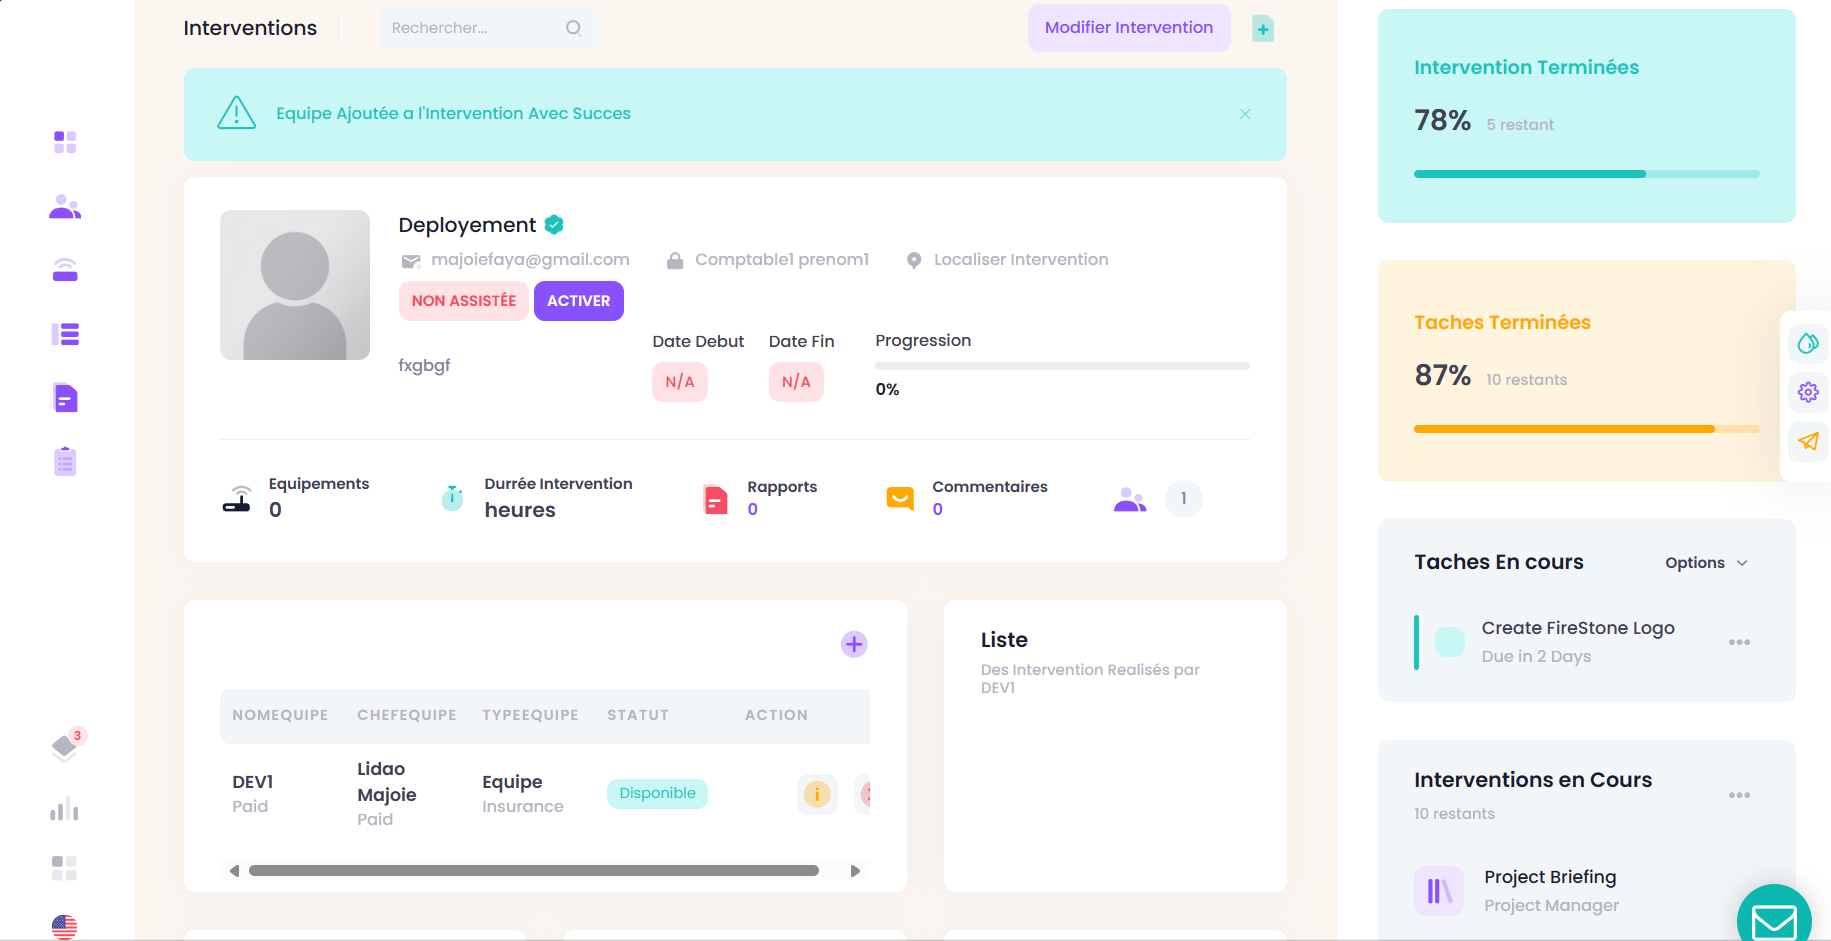 Interventions
Rechercher...
Modifier Intervention
Equipe Ajoutée a l'Intervention Avec Succes
Deployement
majoiefaya@gmail.com
Comptable1 prenom1
Localiser Intervention
NON ASSISTÉE
ACTIVER
fxgbgf
Date Debut
Date Fin
Progression
N/A
N/A
0%
Equipements
0
Durrée Intervention
heures
Rapports
0
Commentaires
0
1
NOMEQUIPE
CHEFEQUIPE
TYPEEQUIPE
STATUT
ACTION
DEV1
Paid
Lidao
Majoie
Paid
Equipe
Insurance
Disponible
Liste
Des Intervention Realisés par
DEV1
3
Intervention Terminées
78%
5 restant
Taches Terminées
87%
10 restants
Taches En cours
Options
Create FireStone Logo
Due in 2 Days
Interventions en Cours
10 restants
Project Briefing
Project Manager